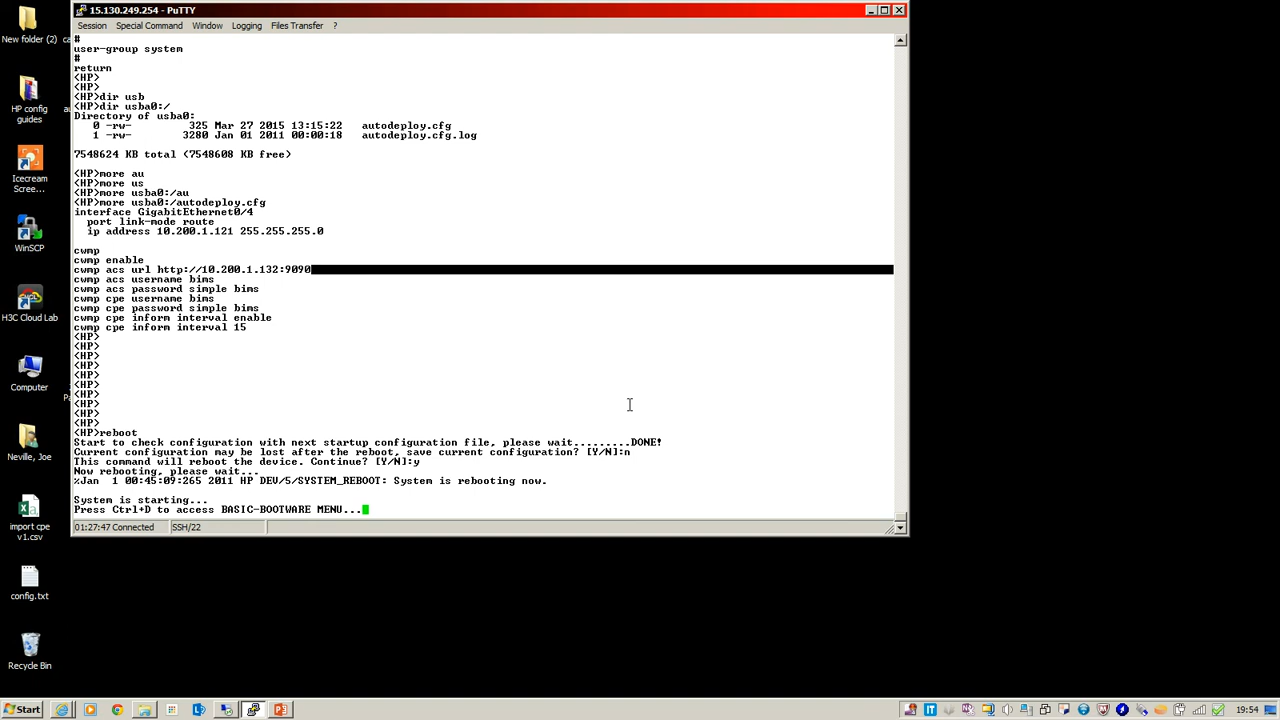 15.130.249.254 - PuTTY
Session Special Command Window Logging Files Transfer ?
#
user-group system
#
return
<HP>
<HP>
<HP>dir usb
<HP>dir usba0:/
Directory of usba0:
0 -rw- 325 Mar 27 2015 13:15:22 autodeploy.cfg
1 -rw- 3280 Jan 01 2011 00:00:18 autodeploy.cfg.log
7548624 KB total (7548608 KB free)
<HP>more au
<HP>more us
<HP>more usba0:/au
<HP>more usba0:/autodeploy.cfg
interface GigabitEthernet0/4
port link-mode route
ip address 10.200.1.121 255.255.255.0
cwmp
cwmp enable
cwmp acs url http://10.200.1.132:9090
cwmp acs username bims
cwmp acs password simple bims
cwmp cpe username bims
cwmp cpe password simple bims
cwmp cpe inform interval enable
cwmp cpe inform interval 15
<HP>
<HP>
<HP>
<HP>
<HP>
<HP>
<HP>
<HP>
<HP>
<HP>
<HP>reboot
Start to check configuration with next startup configuration file, please wait.........DONE!
Current configuration may be lost after the reboot, save current configuration? [Y/N]:n
This command will reboot the device. Continue? [Y/N]:y
Now rebooting, please wait...
%Jan 1 00:45:09:265 2011 HP DEV/5/SYSTEM_REBOOT: System is rebooting now.
System is starting...
Press Ctrl+D to access BASIC-BOOTWARE MENU...
01:27:47 Connected SSH/22
New folder (2)
HP config
guides
Icecream
Scree...
WinSCP
H3C Cloud Lab
Computer
Neville, Joe
import cpe
v1.csv
config.txt
Recycle Bin
Start
19:54